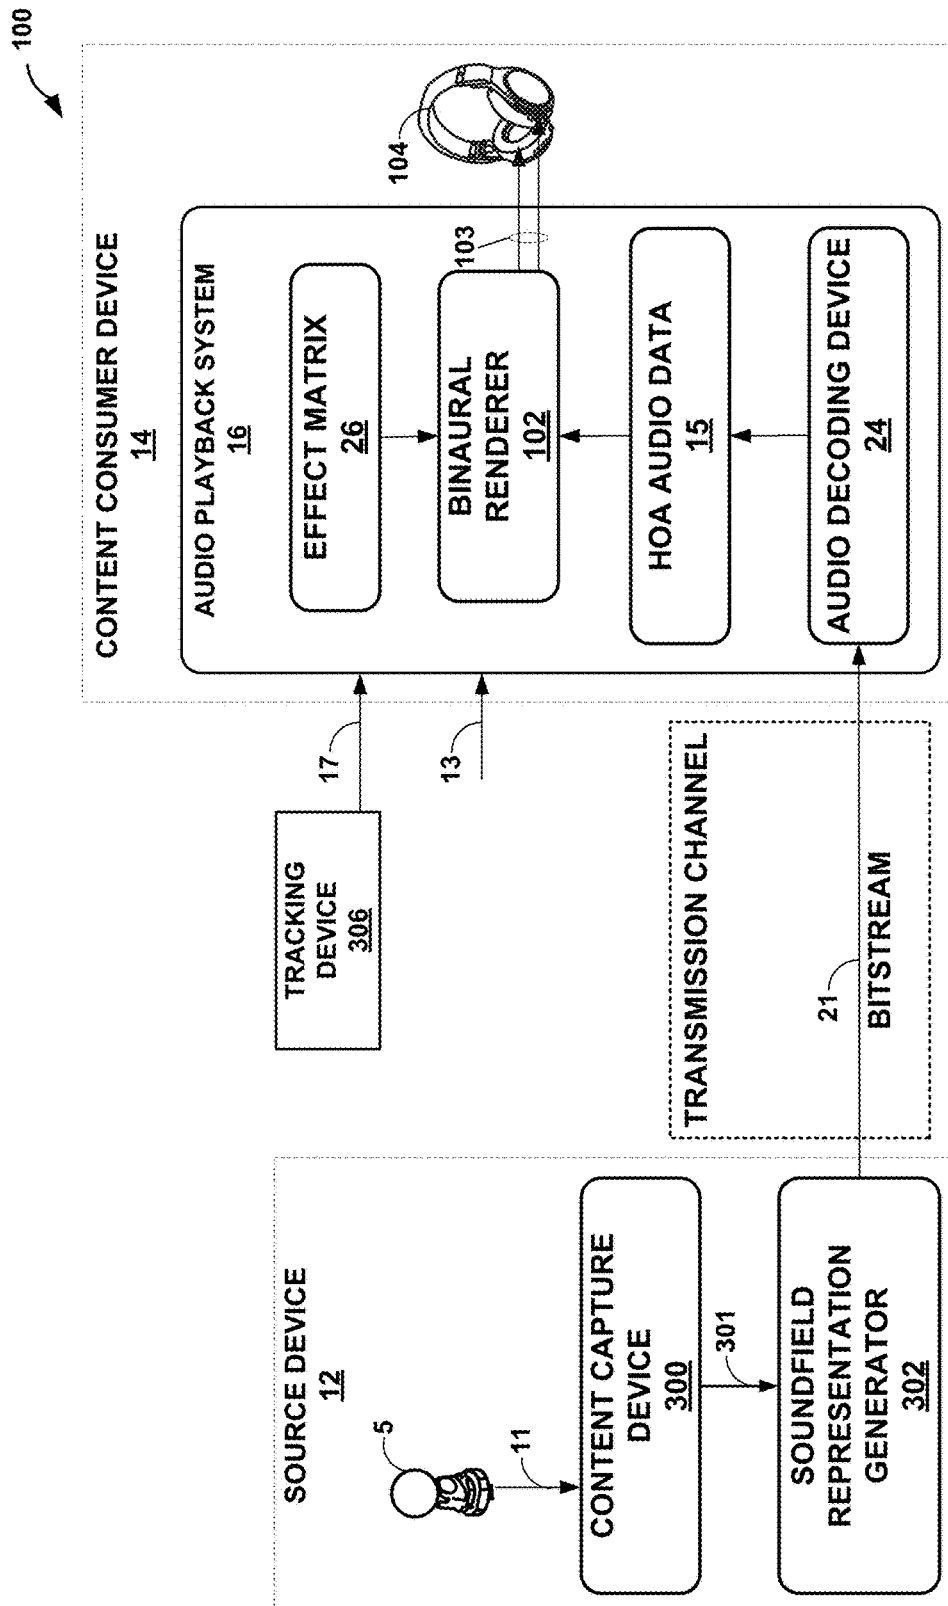 100
SOURCE DEVICE
12
5
11
CONTENT CAPTURE
DEVICE
300
301
SOUNDFIELD
REPRESENTATION
GENERATOR
302
TRACKING
DEVICE
306
17
13
TRANSMISSION CHANNEL
21
BITSTREAM
CONTENT CONSUMER DEVICE
14
AUDIO PLAYBACK SYSTEM
16
EFFECT MATRIX
26
BINAURAL
RENDERER
102
103
104
HOA AUDIO DATA
15
AUDIO DECODING DEVICE
24